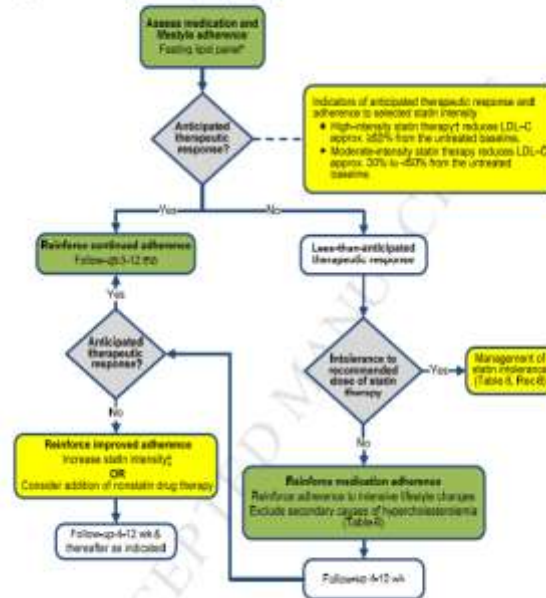 Assess medication and
lifestyle adherence
Fasting lipid panel*
Anticipated
therapeutic
response?
Indicators of anticipated therapeutic response and
adherence to selected statin intensity
High-intensity statin therapy† reduces LDL-C
approx. ≥50% from the untreated
baseline.
Moderate-intensity statin therapy reduces LDL-C
approx. 30% to <50% from the untreated
baseline
Yes
No
Reinforce continued adherence
Follow-up 3-12 mo
Less-than-anticipated
therapeutic response
Yes
Anticipated
therapeutic
response?
Intolerance to
recommended
dose of statin
therapy
Yes
Management of
statin intolerance
(Table 8, Rec 8)
No
No
Reinforce improved adherence
Increase statin intensity‡
OR
Consider addition of nonstatin drug therapy
Reinforce medication adherence
Reinforce adherence to intensive lifestyle changes
Exclude secondary causes of hypercholesterolemia
Follow-up 4-12 wk &
thereafter as indicated
Follow-up 4-12 wk